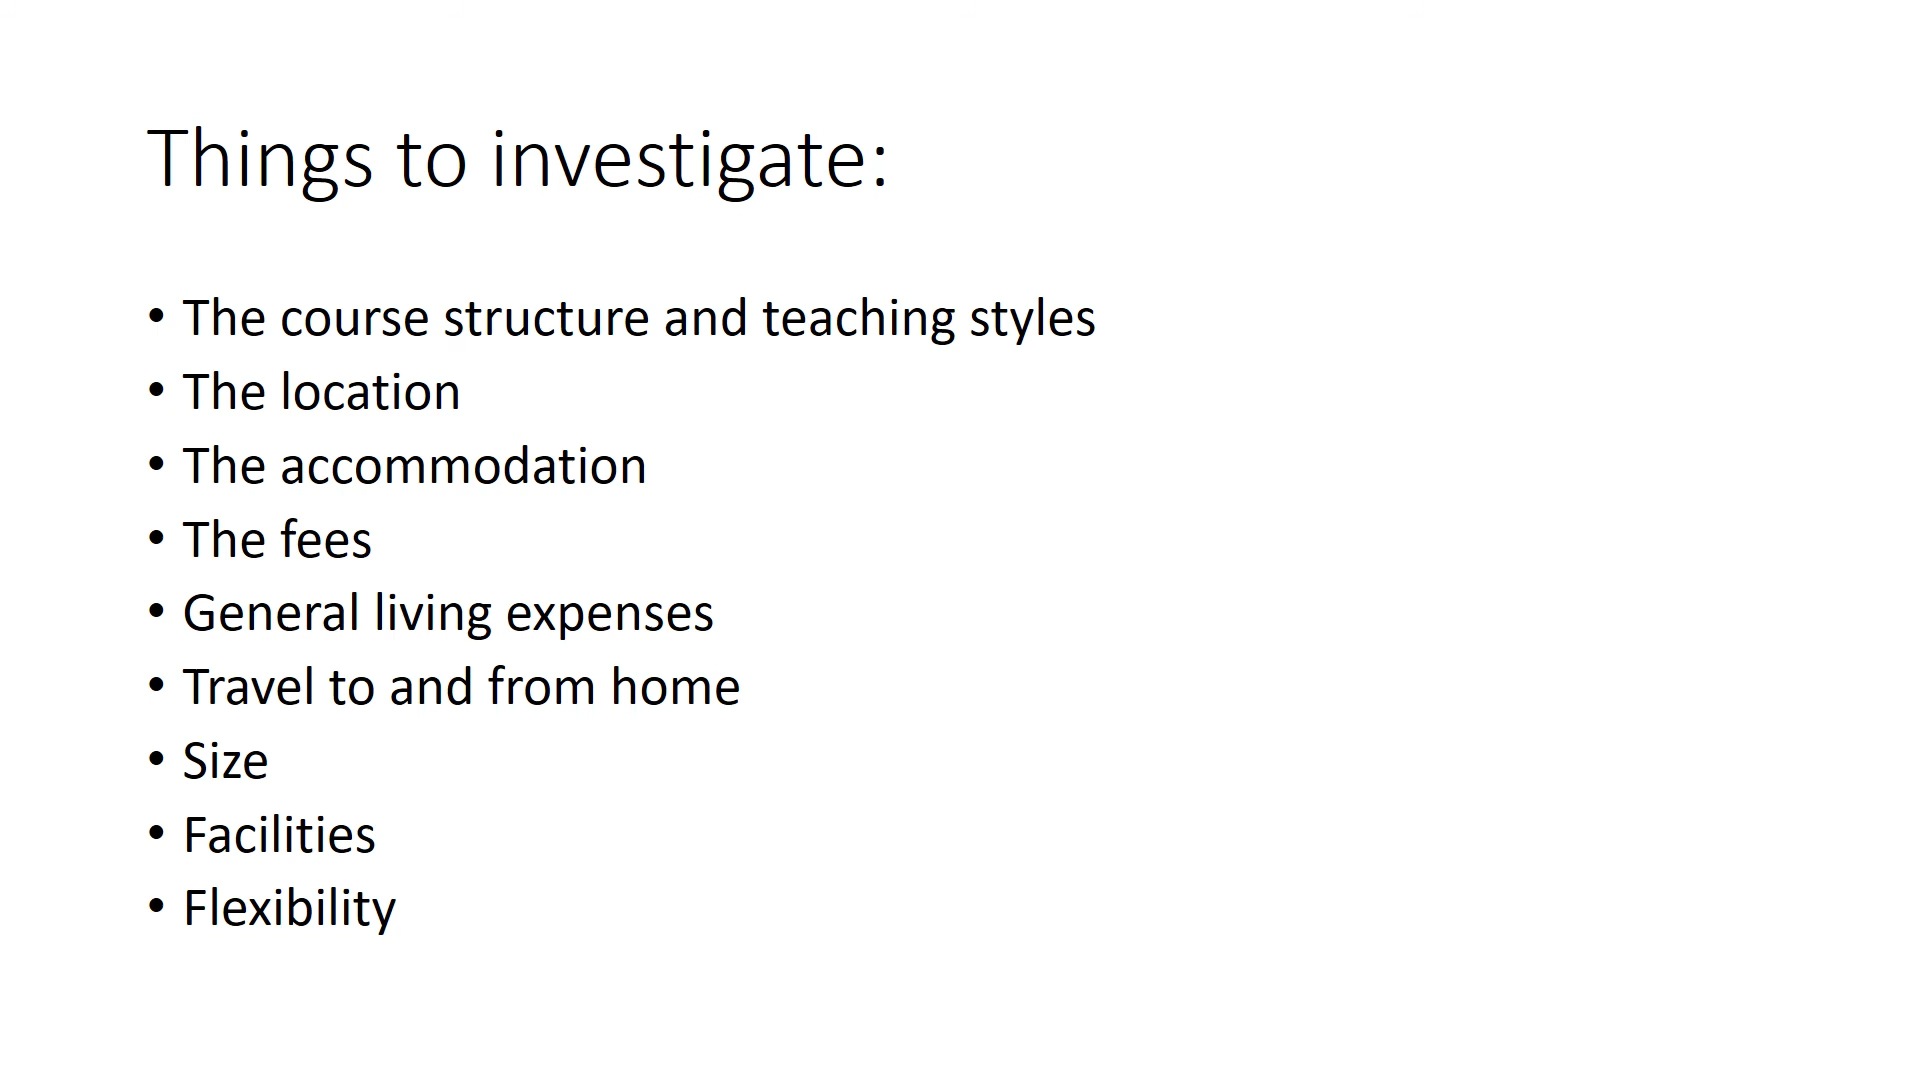 Things to investigate:
• The course structure and teaching styles
• The location
• The accommodation
• The fees
• General living expenses
• Travel to and from home
• Size
• Facilities
• Flexibility